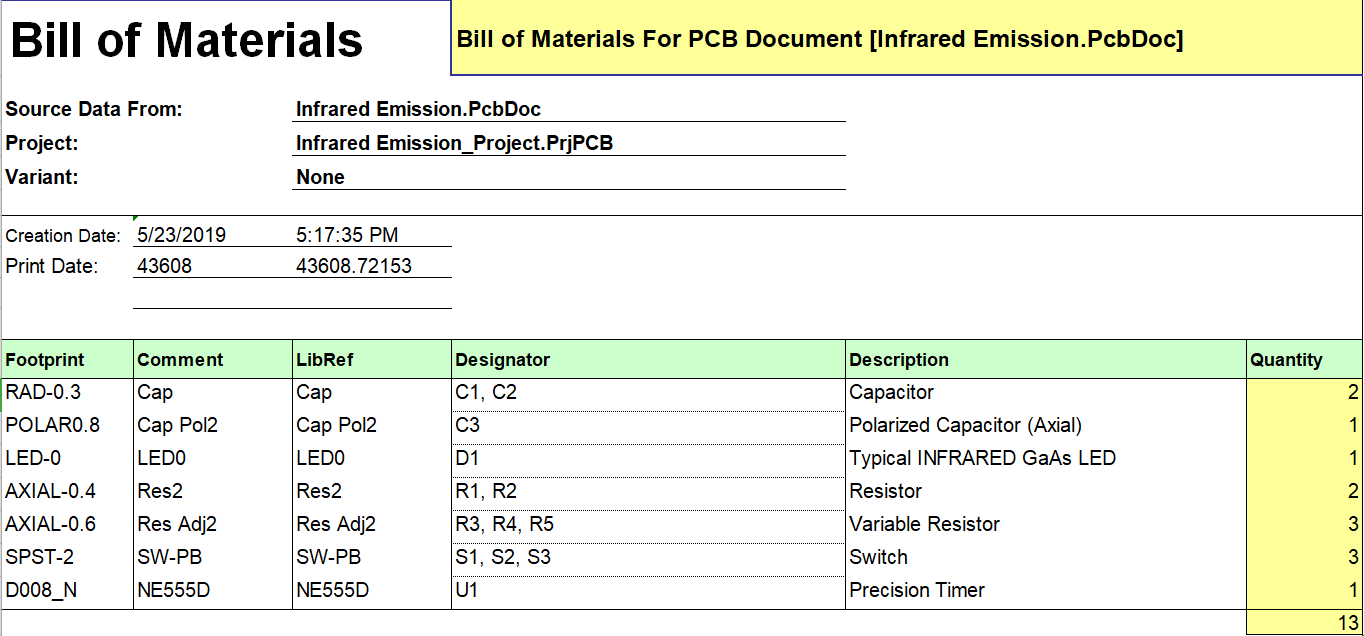 Bill of Materials
Bill of Materials For PCB Document [Infrared Emission.PcbDoc]
Source Data From: Infrared Emission.PcbDoc
Project: Infrared Emission_Project.PrjPCB
Variant: None
Creation Date: 5/23/2019 5:17:35 PM
Print Date: 43608 43608.72153
Footprint Comment LibRef Designator Description Quantity
RAD-0.3 Cap Cap C1, C2 Capacitor 2
POLAR0.8 Cap Pol2 Cap Pol2 C3 Polarized Capacitor (Axial) 1
LED-0 LED0 LED0 D1 Typical INFRARED GaAs LED 1
AXIAL-0.4 Res2 Res2 R1, R2 Resistor 2
AXIAL-0.6 Res Adj2 Res Adj2 R3, R4, R5 Variable Resistor 3
SPST-2 SW-PB SW-PB S1, S2, S3 Switch 3
D008_N NE555D NE555D U1 Precision Timer 1
13